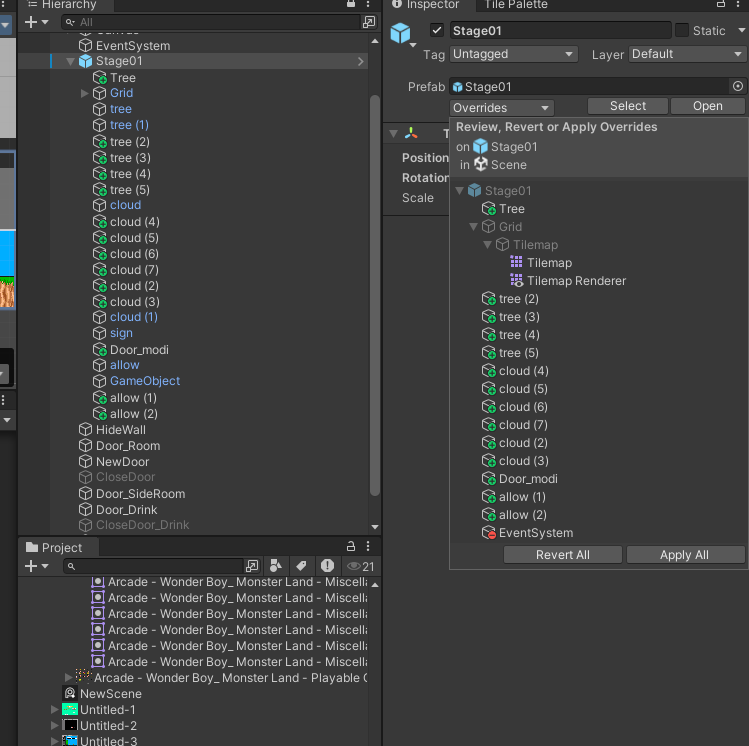 Hierarchy
All
EventSystem
Stage01
Tree
Grid
tree
tree (1)
tree (2)
tree (3)
tree (4)
tree (5)
cloud
cloud (4)
cloud (5)
cloud (6)
cloud (7)
cloud (2)
cloud (3)
cloud (1)
sign
Door_modi
allow
GameObject
allow (1)
allow (2)
HideWall
Door_Room
NewDoor
CloseDoor
Door_SideRoom
Door_Drink
CloseDoor_Drink
Project
21
Arcade - Wonder Boy_ Monster Land - Miscella
Arcade - Wonder Boy_ Monster Land - Miscella
Arcade - Wonder Boy_ Monster Land - Miscella
Arcade - Wonder Boy_ Monster Land - Miscella
Arcade - Wonder Boy_ Monster Land - Miscella
Arcade - Wonder Boy_ Monster Land - Miscella
Arcade - Wonder Boy_ Monster Land - Playable C
NewScene
Untitled-1
Untitled-2
Untitled-3
Inspector Tile Palette
Stage01 Static
Tag Untagged Layer Default
Prefab Stage01
Overrides Select Open
Position
Rotation
Scale
Review, Revert or Apply Overrides
on Stage01
in Scene
Stage01
Tree
Grid
Tilemap
Tilemap
Tilemap Renderer
tree (2)
tree (3)
tree (4)
tree (5)
cloud (4)
cloud (5)
cloud (6)
cloud (7)
cloud (2)
cloud (3)
Door_modi
allow (1)
allow (2)
EventSystem
Revert All Apply All